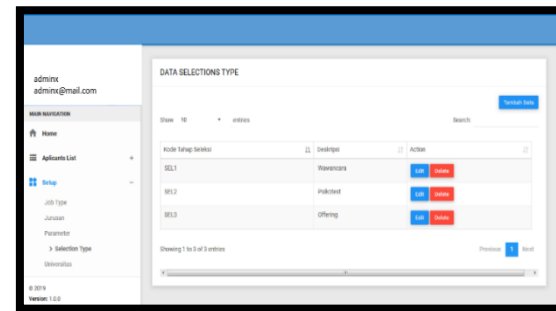 adminx
adminx@mail.com
MAIN NAVIGATION
Home
Aplicants List +
Setup −
Job Type
Jurusan
Parameter
> Selection Type
Universitas
© 2019
Version: 1.0.0
DATA SELECTIONS TYPE
Tambah Data
Show 10 entries Search:
Kode Tahap Seleksi Deskripsi Action
SEL1 Wawancara Edit Delete
SEL2 Psikotest Edit Delete
SEL3 Offering Edit Delete
Showing 1 to 3 of 3 entries Previous 1 Next